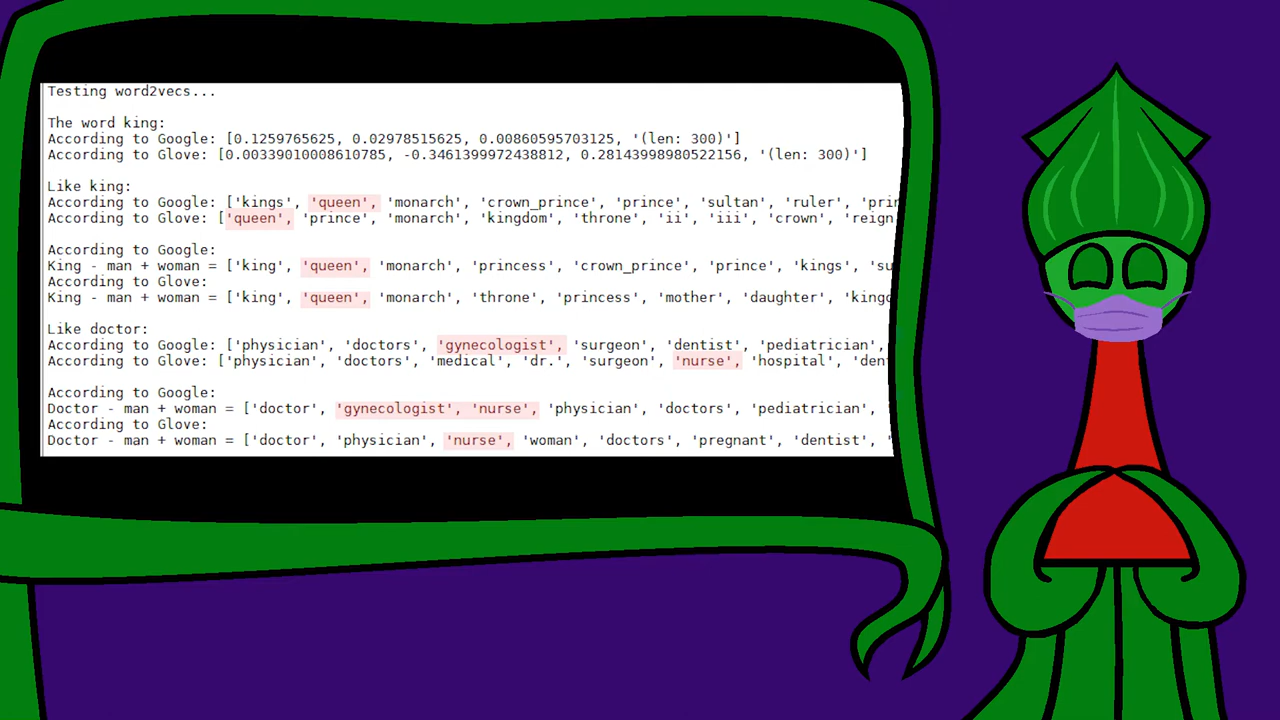 Testing word2vecs...
The word king:
According to Google: [0.1259765625, 0.02978515625, 0.00860595703125, '(len: 300)']
According to Glove: [0.00339010008610785, -0.3461399972438812, 0.28143998980522156, '(len: 300)']
Like king:
According to Google: ['kings', 'queen', 'monarch', 'crown_prince', 'prince', 'sultan', 'ruler',
According to Glove: ['queen', 'prince', 'monarch', 'kingdom', 'throne', 'ii', 'iii', 'crown', 'reign
According to Google:
King - man + woman = ['king', 'queen', 'monarch', 'princess', 'crown_prince', 'prince', 'kings', 'su
According to Glove:
King - man + woman = ['king', 'queen', 'monarch', 'throne', 'princess', 'mother', 'daughter',
Like doctor:
According to Google: ['physician', 'doctors', 'gynecologist', 'surgeon', 'dentist', 'pediatrician',
According to Glove: ['physician', 'doctors', 'medical', 'dr.', 'surgeon', 'nurse', 'hospital', 'den
According to Google:
Doctor - man + woman = ['doctor', 'gynecologist', 'nurse', 'physician', 'doctors', 'pediatrician',
According to Glove:
Doctor - man + woman = ['doctor', 'physician', 'nurse', 'woman', 'doctors', 'pregnant', 'dentist', '